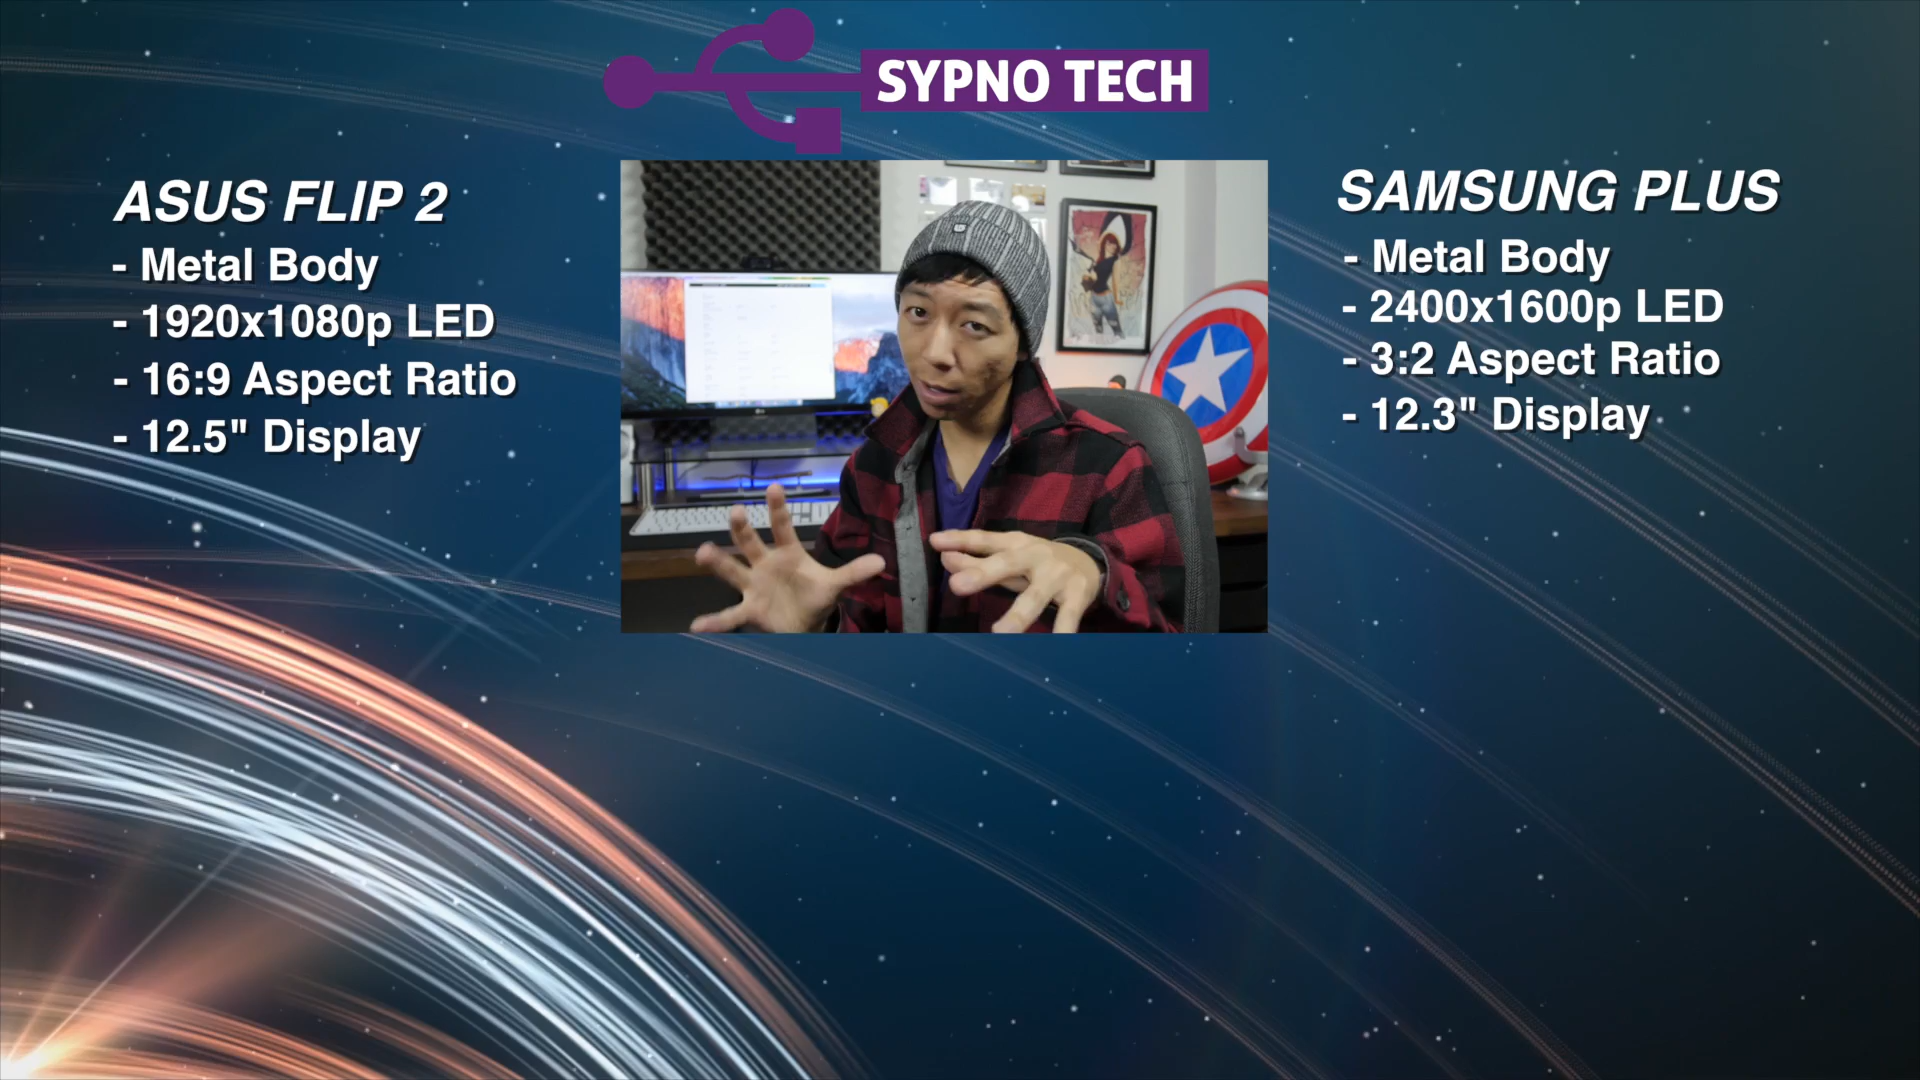 SYPNO TECH
ASUS FLIP 2
- Metal Body
- 1920x1080p LED
- 16:9 Aspect Ratio
- 12.5" Display
SAMSUNG PLUS
- Metal Body
- 2400x1600p LED
- 3:2 Aspect Ratio
- 12.3" Display